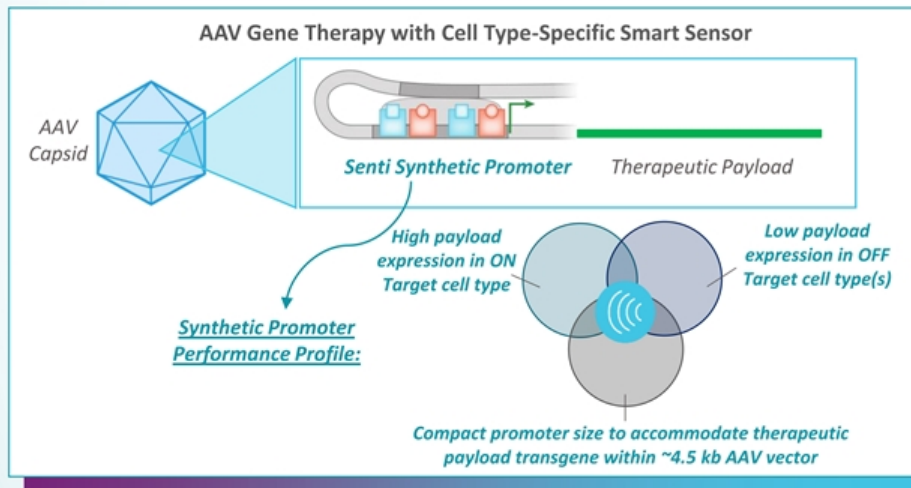 AAV Gene Therapy with Cell Type-Specific Smart Sensor
AAV
Capsid
Senti Synthetic Promoter
Therapeutic Payload
High payload
expression in ON
Target cell type
Low payload
expression in OFF
Target cell type(s)
Synthetic Promoter
Performance Profile:
Compact promoter size to accommodate therapeutic
payload transgene within ~4.5 kb AAV vector